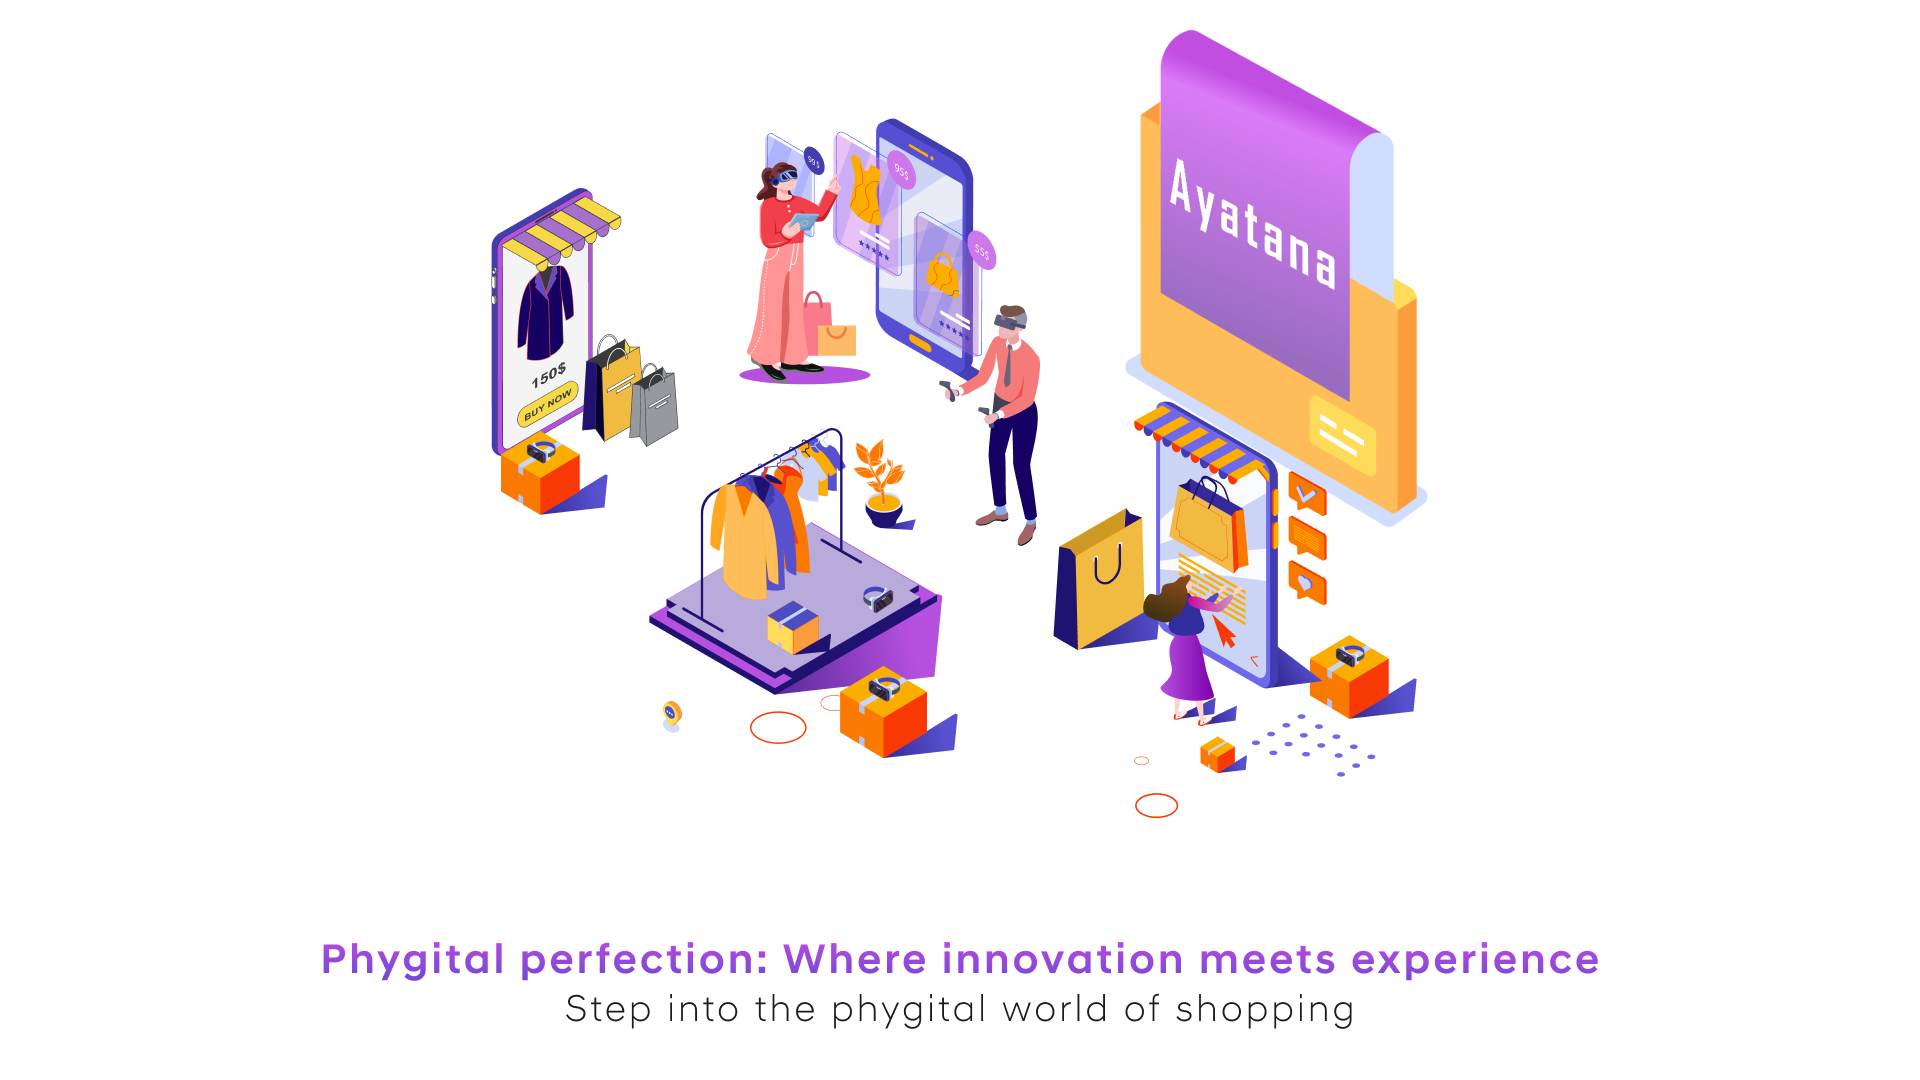 99$
95$
55$
Ayatana
150$
BUY NOW
Phygital perfection: Where innovation meets experience
Step into the phygital world of shopping